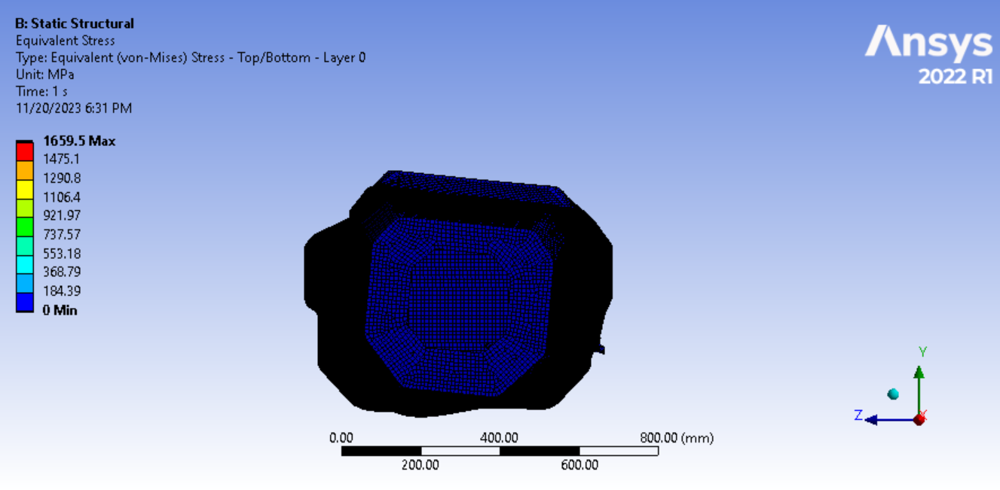 B: Static Structural
Equivalent Stress
Type: Equivalent (von-Mises) Stress - Top/Bottom - Layer 0
Unit: MPa
Time: 1 s
11/20/2023 6:31 PM
Ansys
2022 R1
1659.5 Max
1475.1
1290.8
1106.4
921.97
737.57
553.18
368.79
184.39
0 Min
Y
Z
X
0.00 400.00 800.00 (mm)
200.00 600.00